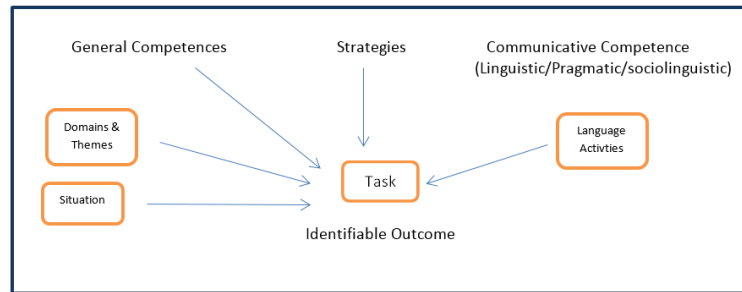 General Competences
Strategies
Communicative Competence
(Linguistic/Pragmatic/sociolinguistic)
Domains &
Themes
Language
Activties
Situation
Task
Identifiable Outcome